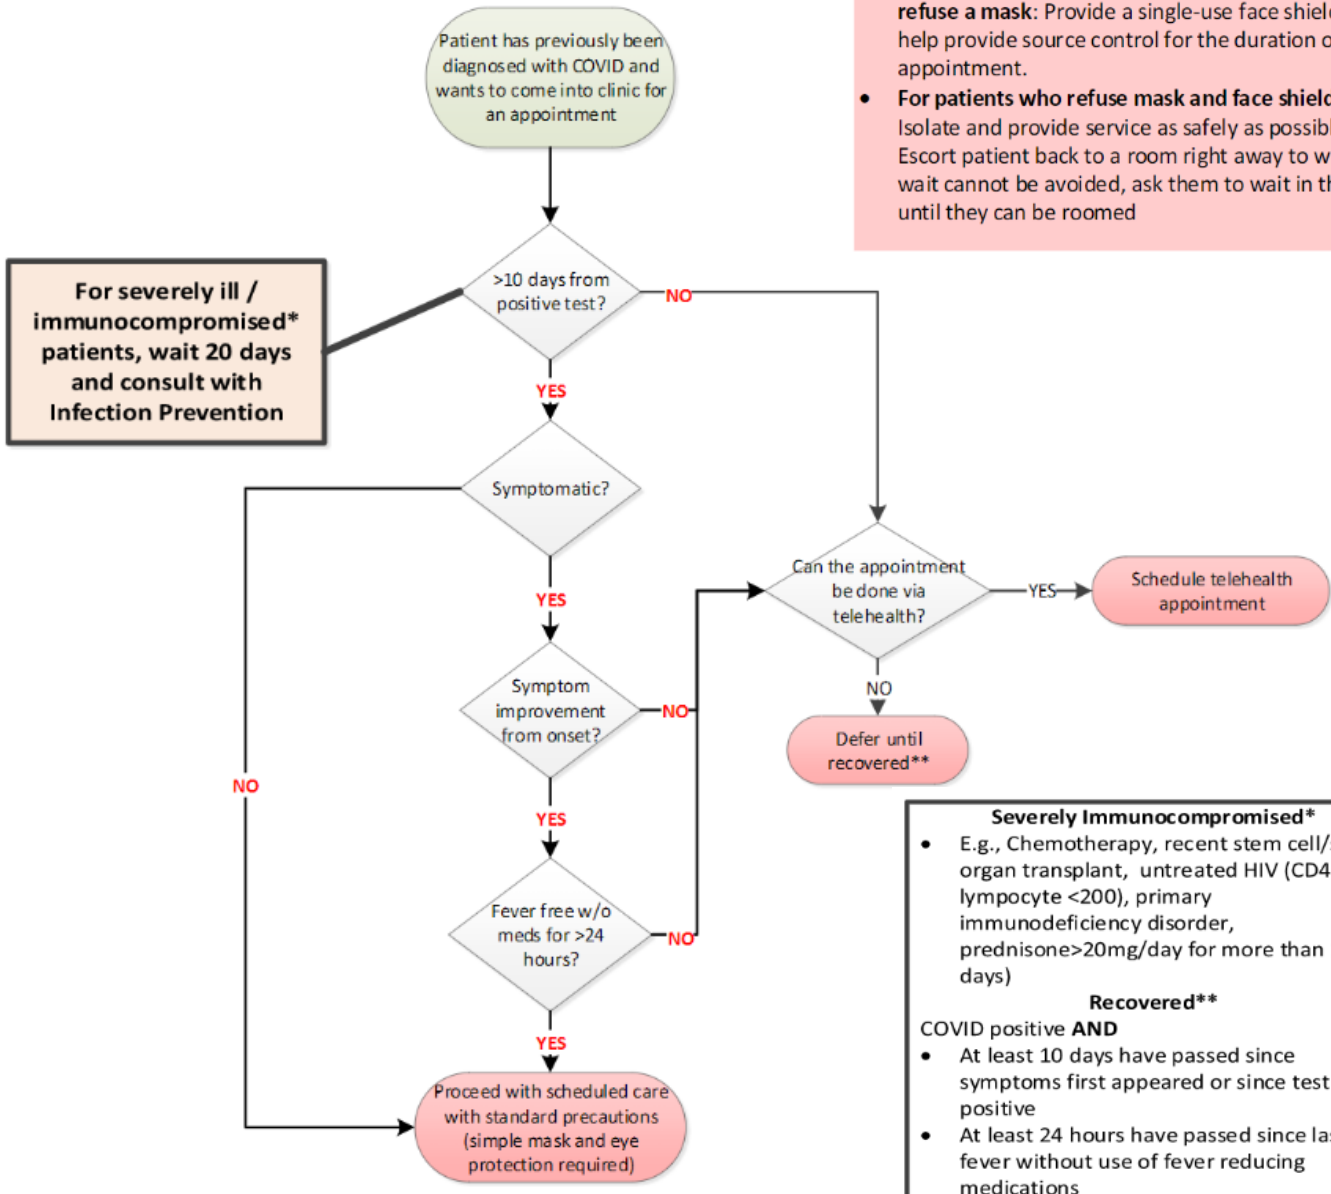 refuse a mask: Provide a single-use face shield
help provide source control for the duration o
appointment.
• For patients who refuse mask and face shield
Isolate and provide service as safely as possibl
Escort patient back to a room right away to w
wait cannot be avoided, ask them to wait in th
until they can be roomed
Patient has previously been
diagnosed with COVID and
wants to come into clinic for
an appointment
>10 days from
positive test?
NO
For severely ill /
immunocompromised*
patients, wait 20 days
and consult with
Infection Prevention
YES
Symptomatic?
NO
YES
Symptom
improvement
from onset?
NO
YES
Fever free w/o
meds for >24
hours?
NO
YES
Proceed with scheduled care
with standard precautions
(simple mask and eye
protection required)
Can the appointment
be done via
telehealth?
YES
Schedule telehealth
appointment
NO
Defer until
recovered**
Severely Immunocompromised*
• E.g., Chemotherapy, recent stem cell/
organ transplant, untreated HIV (CD4
lympocyte <200), primary
immunodeficiency disorder,
prednisone>20mg/day for more than
days)
Recovered**
COVID positive AND
• At least 10 days have passed since
symptoms first appeared or since test
positive
• At least 24 hours have passed since las
fever without use of fever reducing
medications